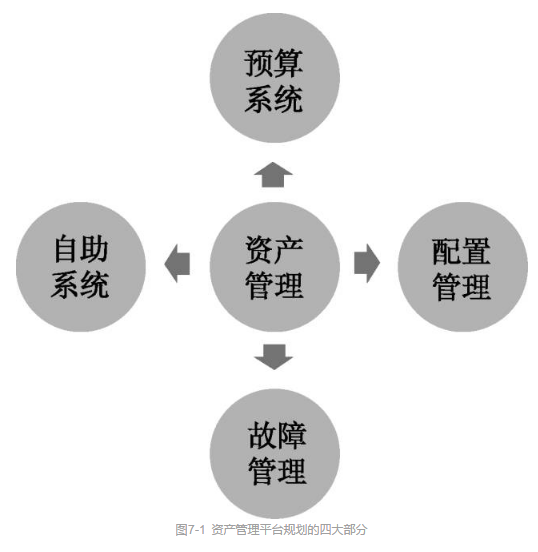 预算
系统
自助
系统
资产
管理
配置
管理
故障
管理
图7-1 资产管理平台规划的四大部分